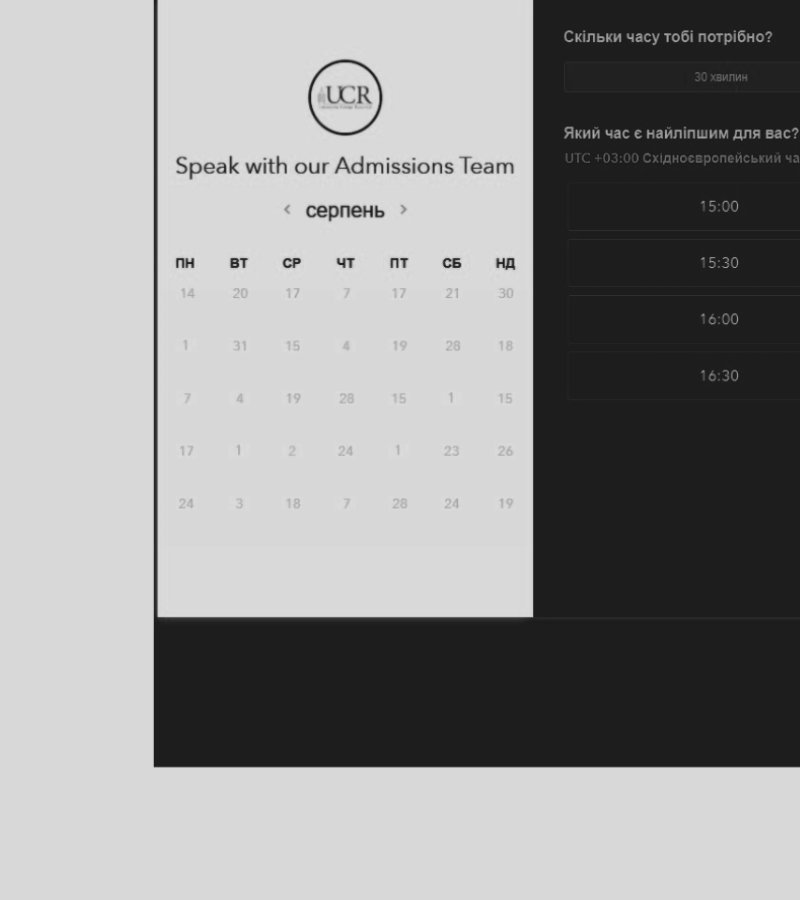 UCR
Speak with our Admissions Team
< серпень >
ПН ВТ СР ЧТ ПТ СБ НД
14 20 17 7 17 21 30
1 31 15 4 19 28 18
7 4 19 28 15 1 15
17 1 2 24 1 23 26
24 3 18 7 28 24 19
Скільки часу тобі потрібно?
30 хвилин
Який час є найліпшим для вас?
UTC +03:00 Східноєвропейський ча
15:00
15:30
16:00
16:30